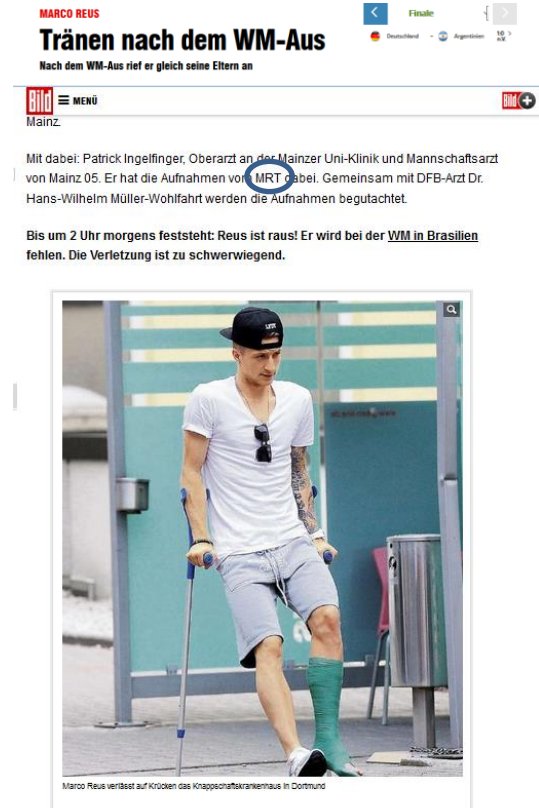 MARCO REUS
Tränen nach dem WM-Aus
Nach dem WM-Aus rief er gleich seine Eltern an
Finale
Deutschland - Argentinien 1:0 n.V.
Bild MENÜ Bild
Mainz.
Mit dabei: Patrick Ingelfinger, Oberarzt an der Mainzer Uni-Klinik und Mannschaftsarzt
von Mainz 05. Er hat die Aufnahmen vom MRT dabei. Gemeinsam mit DFB-Arzt Dr.
Hans-Wilhelm Müller-Wohlfahrt werden die Aufnahmen begutachtet.
Bis um 2 Uhr morgens feststeht: Reus ist raus! Er wird bei der WM in Brasilien
fehlen. Die Verletzung ist zu schwerwiegend.
Marco Reus verlässt auf Krücken das Knappschaftskrankenhaus in Dortmund